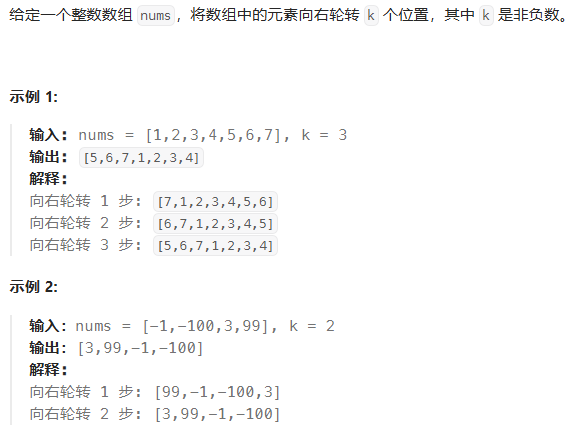 给定一个整数数组 nums，将数组中的元素向右轮转 k 个位置，其中 k 是非负数。
示例 1:
输入: nums = [1,2,3,4,5,6,7], k = 3
输出: [5,6,7,1,2,3,4]
解释:
向右轮转 1 步: [7,1,2,3,4,5,6]
向右轮转 2 步: [6,7,1,2,3,4,5]
向右轮转 3 步: [5,6,7,1,2,3,4]
示例 2:
输入：nums = [-1,-100,3,99], k = 2
输出：[3,99,-1,-100]
解释:
向右轮转 1 步: [99,-1,-100,3]
向右轮转 2 步: [3,99,-1,-100]